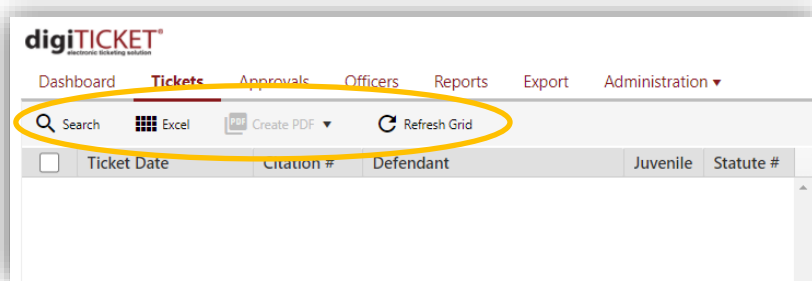 digiTICKET®
electronic ticketing solution
Dashboard Tickets Approvals Officers Reports Export Administration ▾
Search Excel PDF Create PDF ▾ Refresh Grid
Ticket Date Citation # Defendant Juvenile Statute #